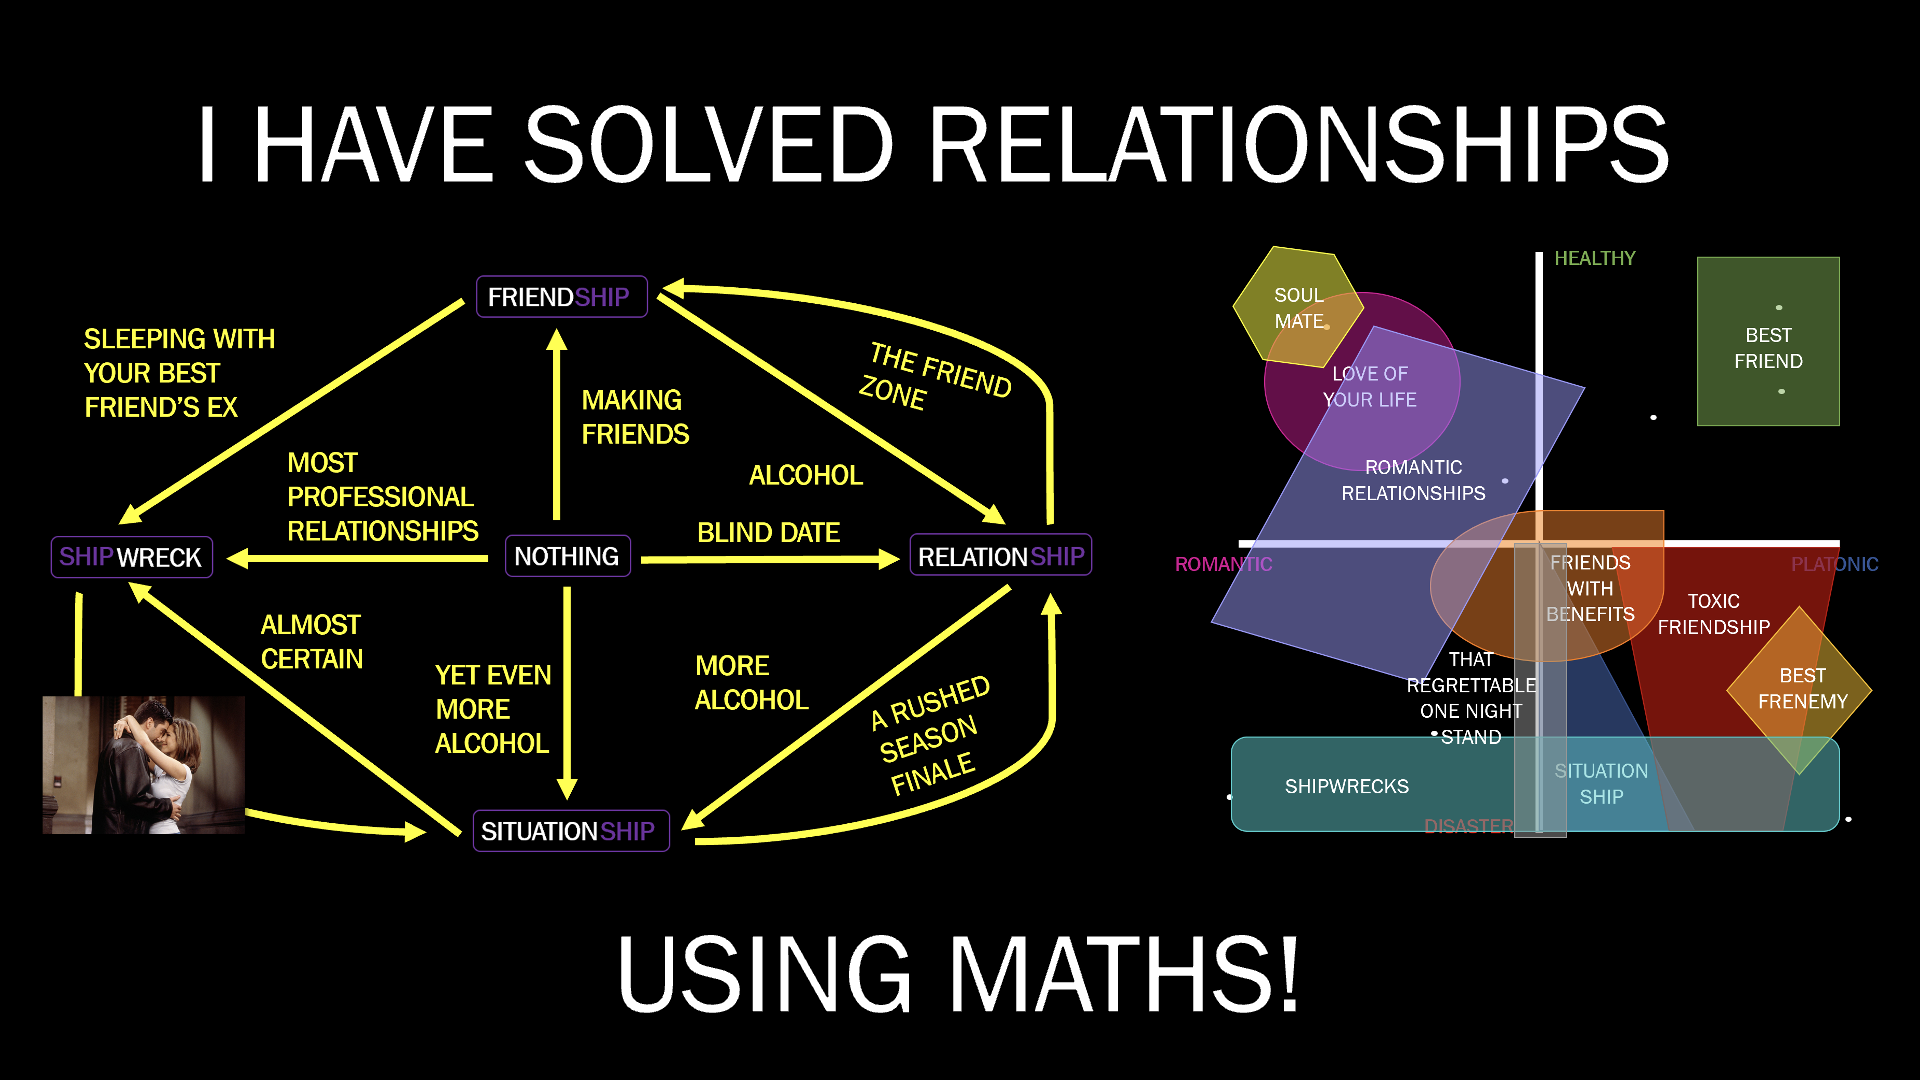 I HAVE SOLVED RELATIONSHIPS
FRIENDSHIP
SLEEPING WITH
YOUR BEST
FRIEND'S EX
THE FRIEND
ZONE
MAKING
FRIENDS
MOST
PROFESSIONAL
RELATIONSHIPS
ALCOHOL
BLIND DATE
SHIPWRECK
NOTHING
RELATIONSHIP
ALMOST
CERTAIN
YET EVEN
MORE
ALCOHOL
MORE
ALCOHOL
A RUSHED
SEASON
FINALE
SITUATIONSHIP
HEALTHY
SOUL
MATE
BEST
FRIEND
LOVE OF
YOUR LIFE
ROMANTIC
RELATIONSHIPS
ROMANTIC
PLATONIC
FRIENDS
WITH
BENEFITS
TOXIC
FRIENDSHIP
THAT
REGRETTABLE
ONE NIGHT
STAND
BEST
FRENEMY
SHIPWRECKS
SITUATION
SHIP
DISASTER
USING MATHS!